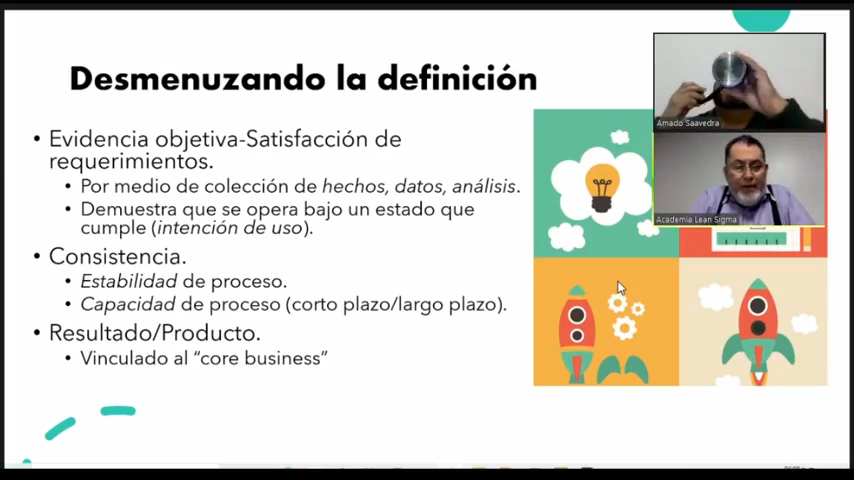 Desmenuzando la definición
• Evidencia objetiva-Satisfacción de
requerimientos.
• Por medio de colección de hechos, datos, análisis.
• Demuestra que se opera bajo un estado que
cumple (intención de uso).
• Consistencia.
• Estabilidad de proceso.
• Capacidad de proceso (corto plazo/largo plazo).
• Resultado/Producto.
• Vinculado al “core business”
Amado Saavedra
Academia Lean Sigma